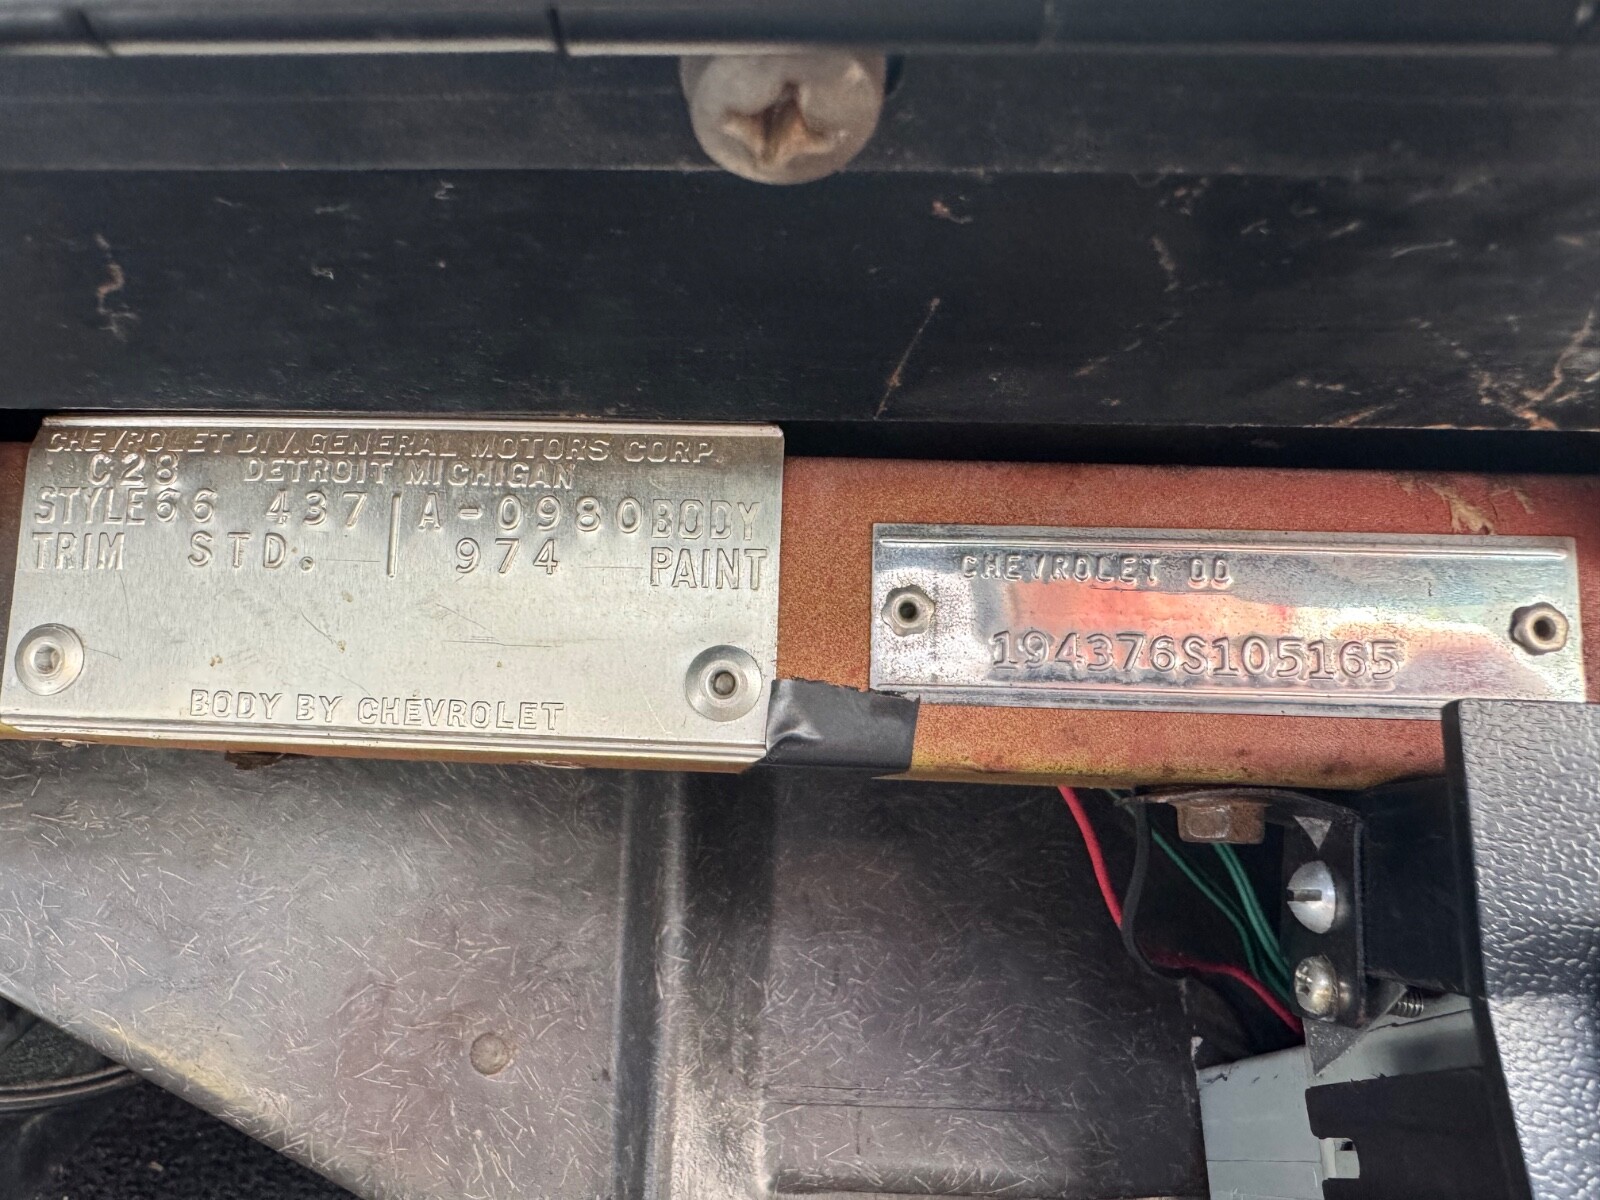 CHEVROLET DIV. GENERAL MOTORS CORP.
C28 DETROIT MICHIGAN
STYLE 66 437 | A-0980 BODY
TRIM STD. | 974 PAINT
BODY BY CHEVROLET
CHEVROLET
194376S105165